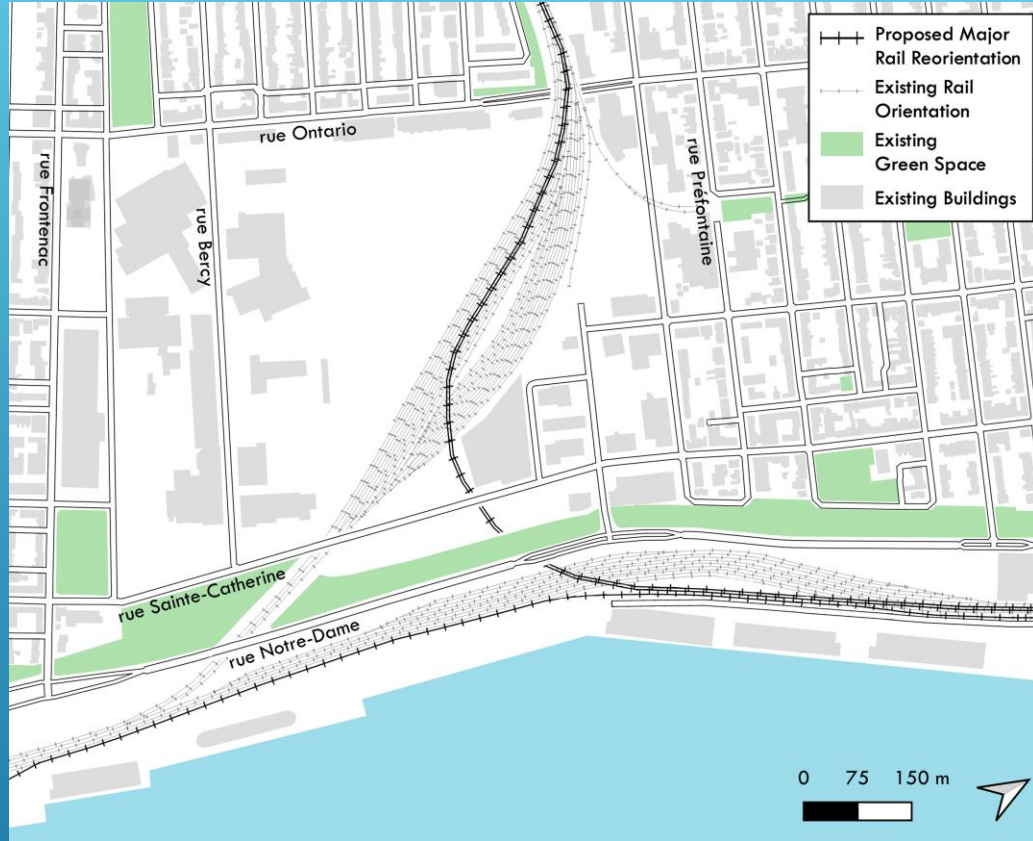 Proposed Major
Rail Reorientation
Existing Rail
Orientation
Existing
Green Space
Existing Buildings
rue Ontario
rue Frontenac
rue Bercy
rue Préfontaine
rue Sainte-Catherine
rue Notre-Dame
0 75 150 m